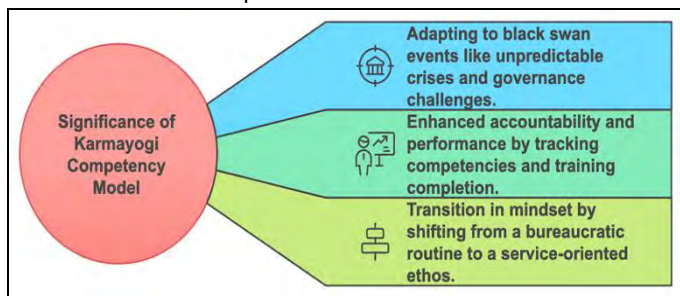 Significance of
Karmayogi
Competency
Model
Adapting to black swan
events like unpredictable
crises and governance
challenges.
Enhanced accountability and
performance by tracking
competencies and training
completion.
Transition in mindset by
shifting from a bureaucratic
routine to a service-oriented
ethos.